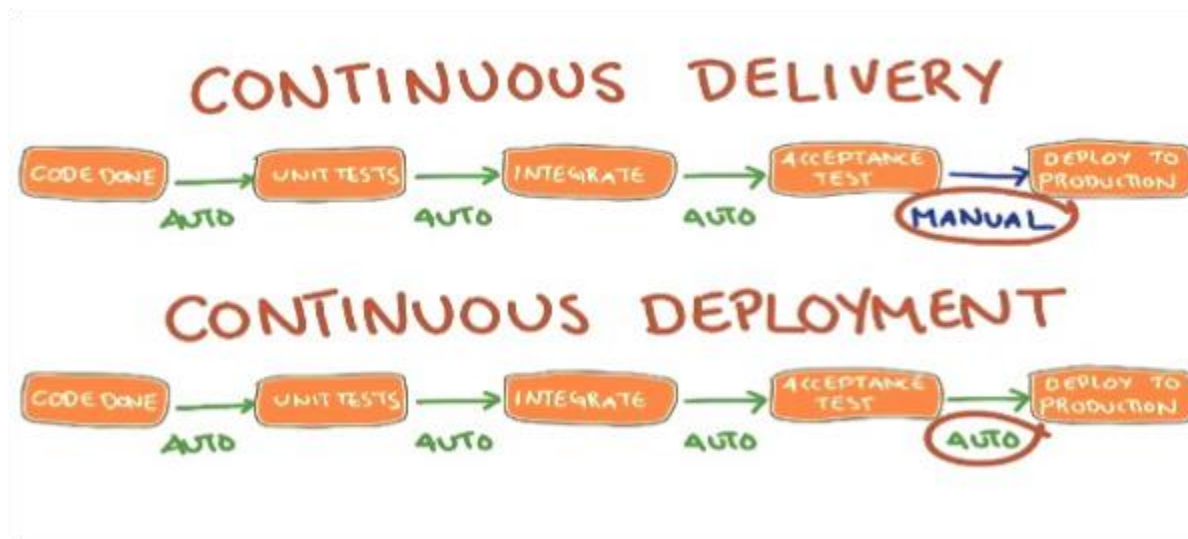 CONTINUOUS DELIVERY
CODE DONE UNIT TESTS INTEGRATE ACCEPTANCE TEST DEPLOY TO PRODUCTION
AUTO AUTO AUTO MANUAL
CONTINUOUS DEPLOYMENT
CODE DONE UNIT TESTS INTEGRATE ACCEPTANCE TEST DEPLOY TO PRODUCTION
AUTO AUTO AUTO AUTO